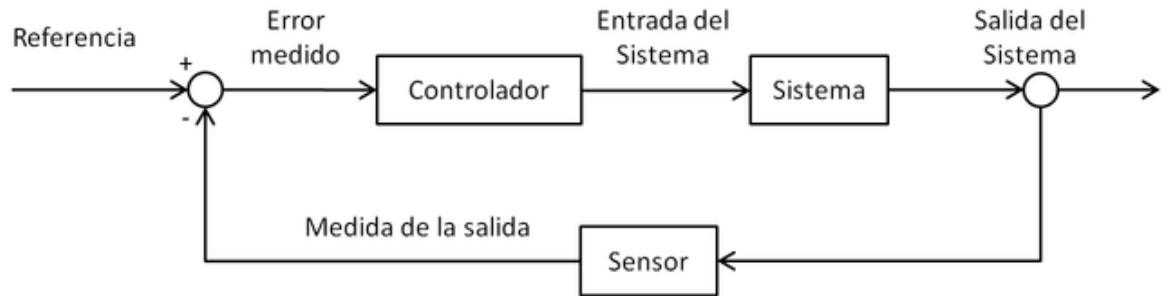 Referencia
+
-
Error
medido
Controlador
Entrada del
Sistema
Sistema
Salida del
Sistema
Medida de la salida
Sensor